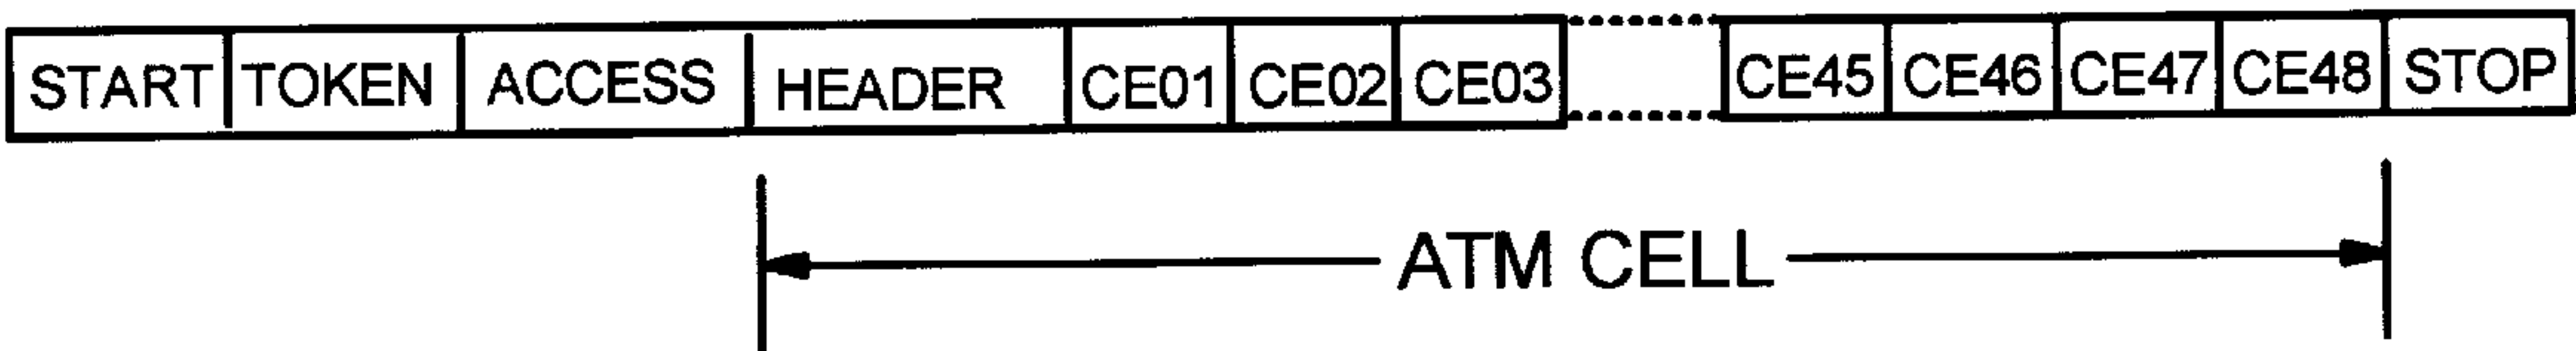 START TOKEN ACCESS HEADER CE01 CE02 CE03 CE45 CE46 CE47 CE48 STOP
ATM CELL